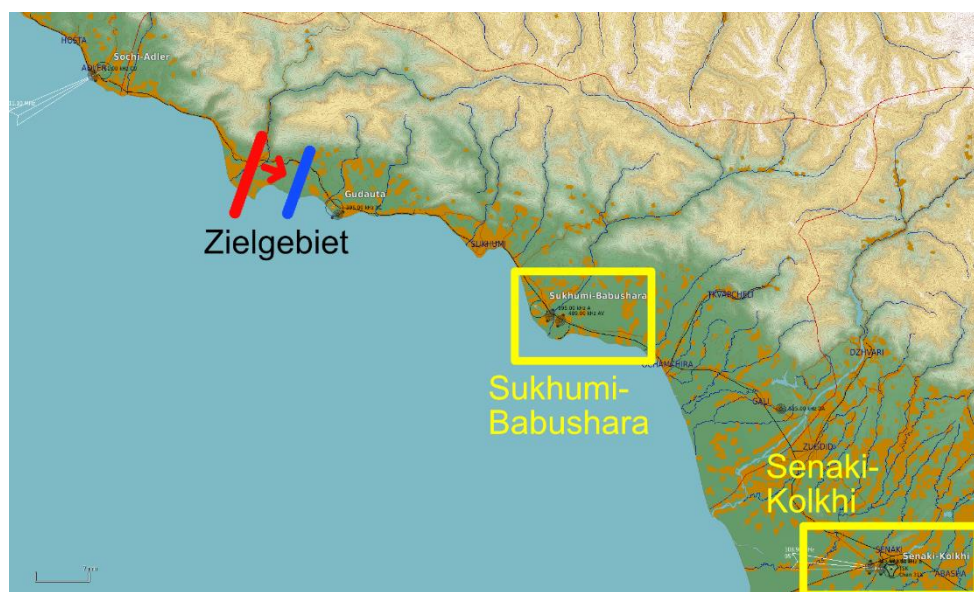 HOSTA
Sochi-Adler
ADLER
Gudauta
Zielgebiet
SUKHUMI
Sukhumi-Babushara
TKVARCHELI
OCHAMCHIRA
DZHVARI
Sukhumi-
Babushara
GALI
ZUGDIDI
Senaki-
Kolkhi
SENAKI
Senaki-Kolkhi
ABASHA